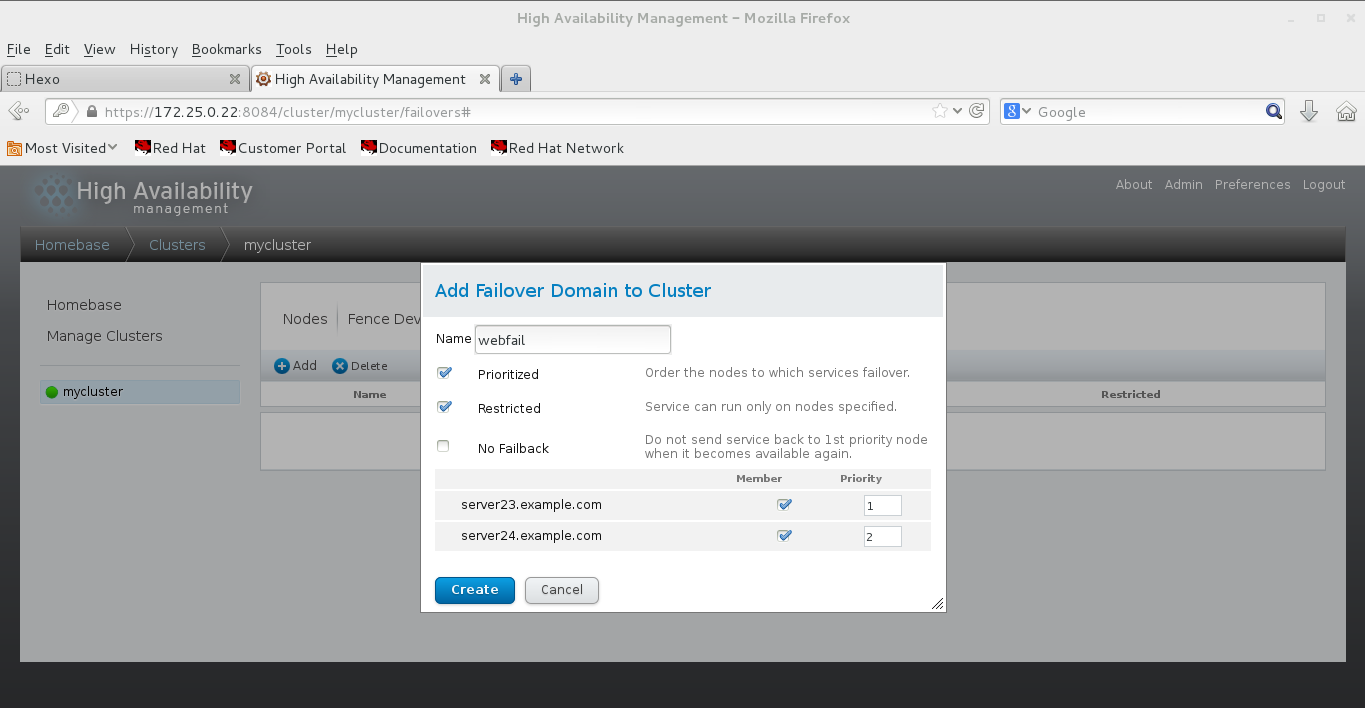 High Availability Management - Mozilla Firefox
File Edit View History Bookmarks Tools Help
Hexo
High Availability Management
https://172.25.0.22:8084/cluster/mycluster/failovers#
8 Google
Most Visited Red Hat Customer Portal Documentation Red Hat Network
High Availability
management
About Admin Preferences Logout
Homebase Clusters mycluster
Homebase
Manage Clusters
mycluster
Nodes Fence Dev
Add Delete
Name Restricted
Add Failover Domain to Cluster
Name webfail
Prioritized Order the nodes to which services failover.
Restricted Service can run only on nodes specified.
No Failback Do not send service back to 1st priority node
when it becomes available again.
Member Priority
server23.example.com 1
server24.example.com 2
Create Cancel